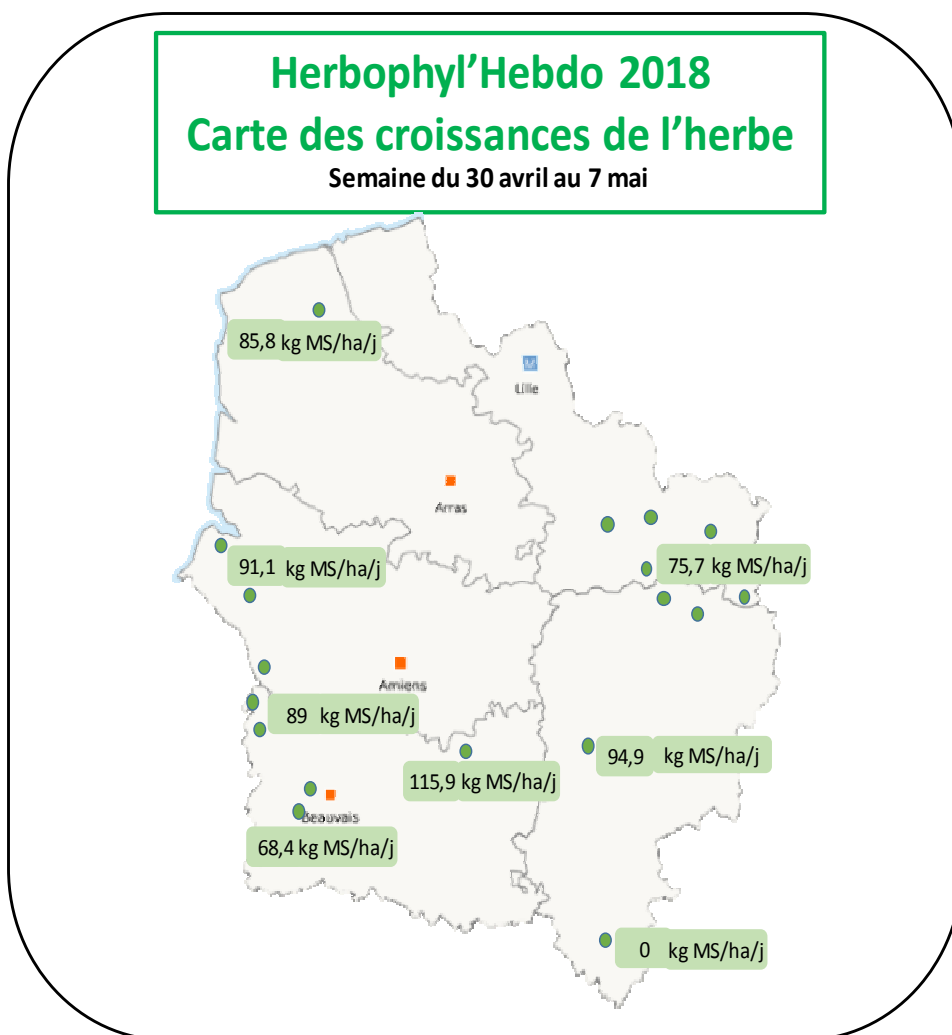 Herbophyl’Hebdo 2018
Carte des croissances de l’herbe
Semaine du 30 avril au 7 mai
85,8 kg MS/ha/j
Lille
Arras
91,1 kg MS/ha/j
75,7 kg MS/ha/j
Amiens
89 kg MS/ha/j
94,9 kg MS/ha/j
115,9 kg MS/ha/j
Beauvais
68,4 kg MS/ha/j
0 kg MS/ha/j